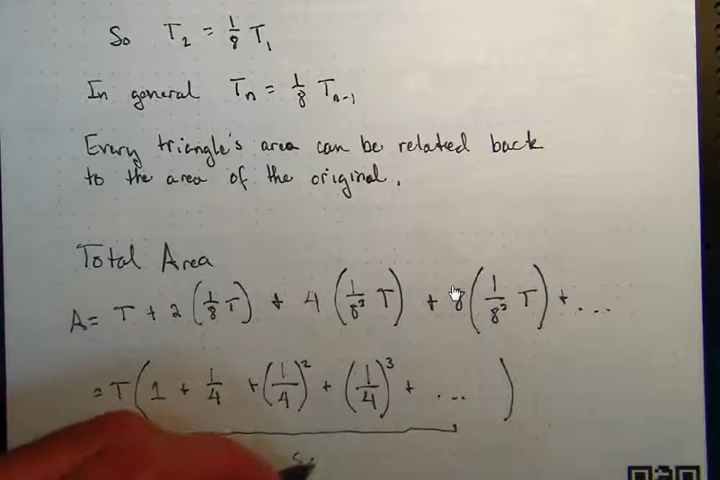 So T₂ = 1/8 T₁
In general Tₙ = 1/8 Tₙ₋₁
Every triangle's area can be related back
to the area of the original.
Total Area
A = T + 2 (1/8 T) + 4 (1/8² T) + 8 (1/8³ T) + ...
= T (1 + 1/4 + (1/4)² + (1/4)³ + ... )